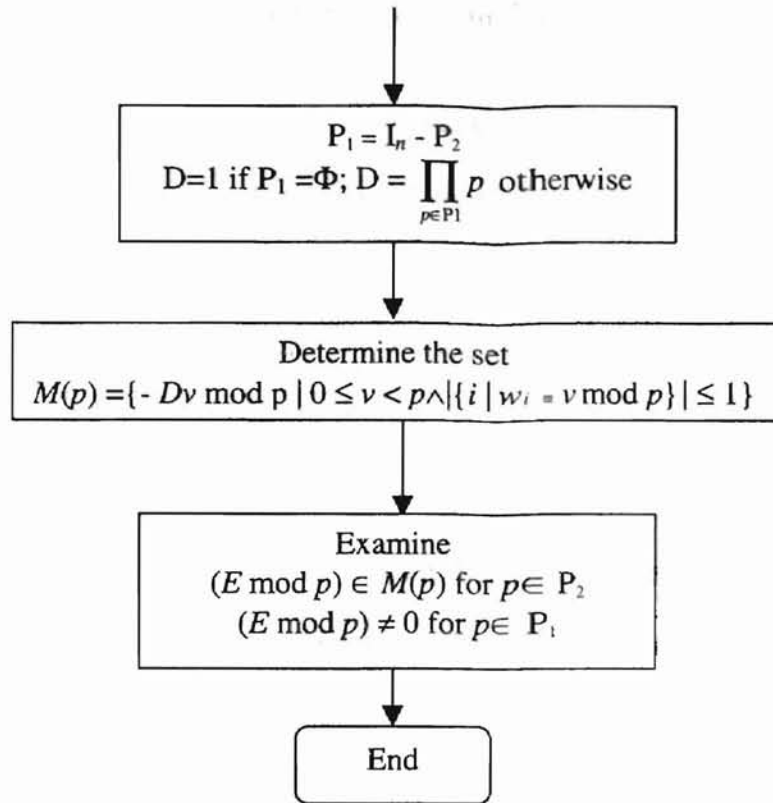 P₁ = Iₙ - P₂
D=1 if P₁ =Φ; D = ∏ p otherwise
p∈P1
Determine the set
M(p) ={- Dv mod p | 0 ≤ v < p∧|{i | wᵢ ≡ v mod p}| ≤ 1}
Examine
(E mod p) ∈ M(p) for p∈ P₂
(E mod p) ≠ 0 for p∈ P₁
End